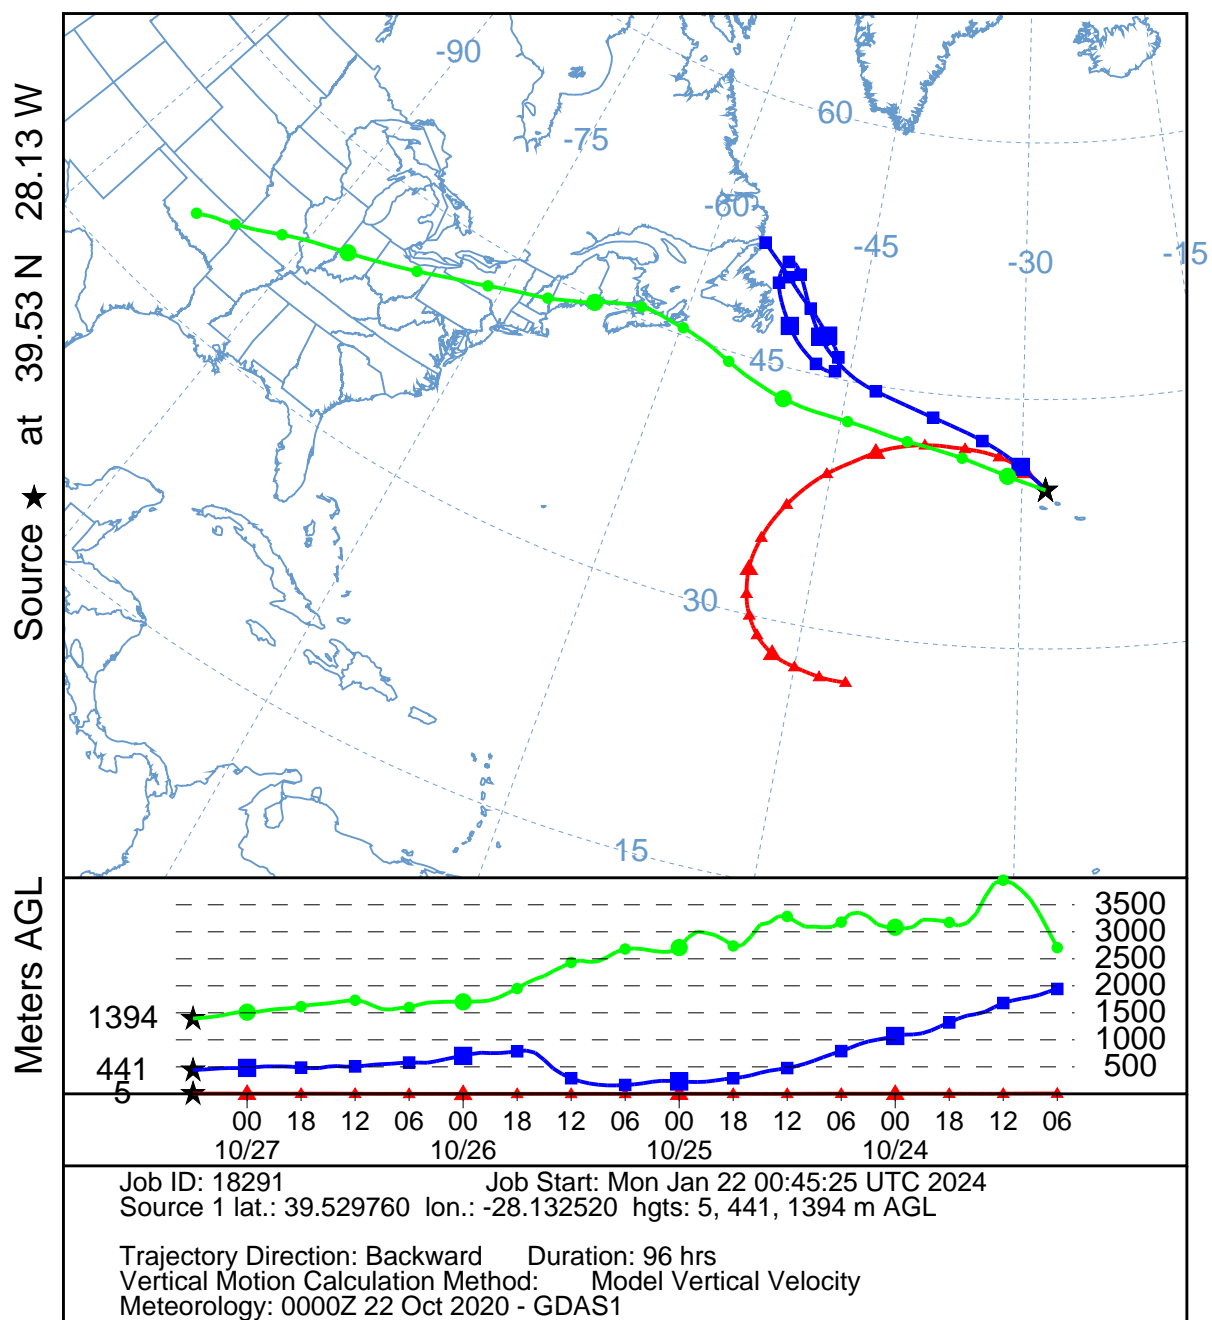 Source ★ at 39.53 N 28.13 W
-90
-75
60
-60
-45
-30
-15
45
30
15
Meters AGL
3500
3000
2500
2000
1500
1000
500
1394
441
5
00 18 12 06 00 18 12 06 00 18 12 06 00 18 12 06
10/27 10/26 10/25 10/24
Job ID: 18291 Job Start: Mon Jan 22 00:45:25 UTC 2024
Source 1 lat.: 39.529760 lon.: -28.132520 hgts: 5, 441, 1394 m AGL
Trajectory Direction: Backward Duration: 96 hrs
Vertical Motion Calculation Method: Model Vertical Velocity
Meteorology: 0000Z 22 Oct 2020 - GDAS1